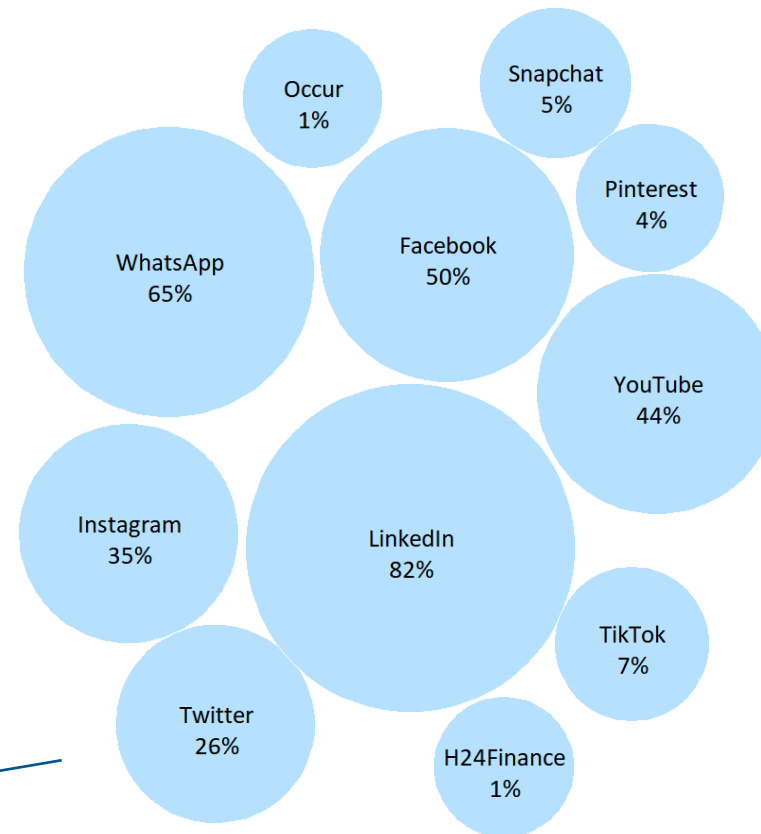 Occur
1%
Snapchat
5%
Pinterest
4%
WhatsApp
65%
Facebook
50%
YouTube
44%
Instagram
35%
LinkedIn
82%
TikTok
7%
Twitter
26%
H24Finance
1%